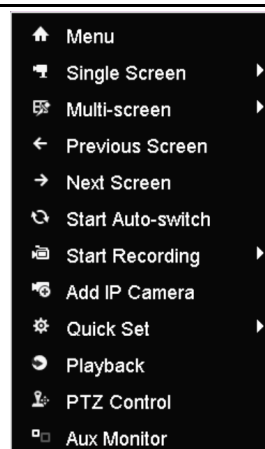 Menu
Single Screen
Multi-screen
Previous Screen
Next Screen
Start Auto-switch
Start Recording
Add IP Camera
Quick Set
Playback
PTZ Control
Aux Monitor